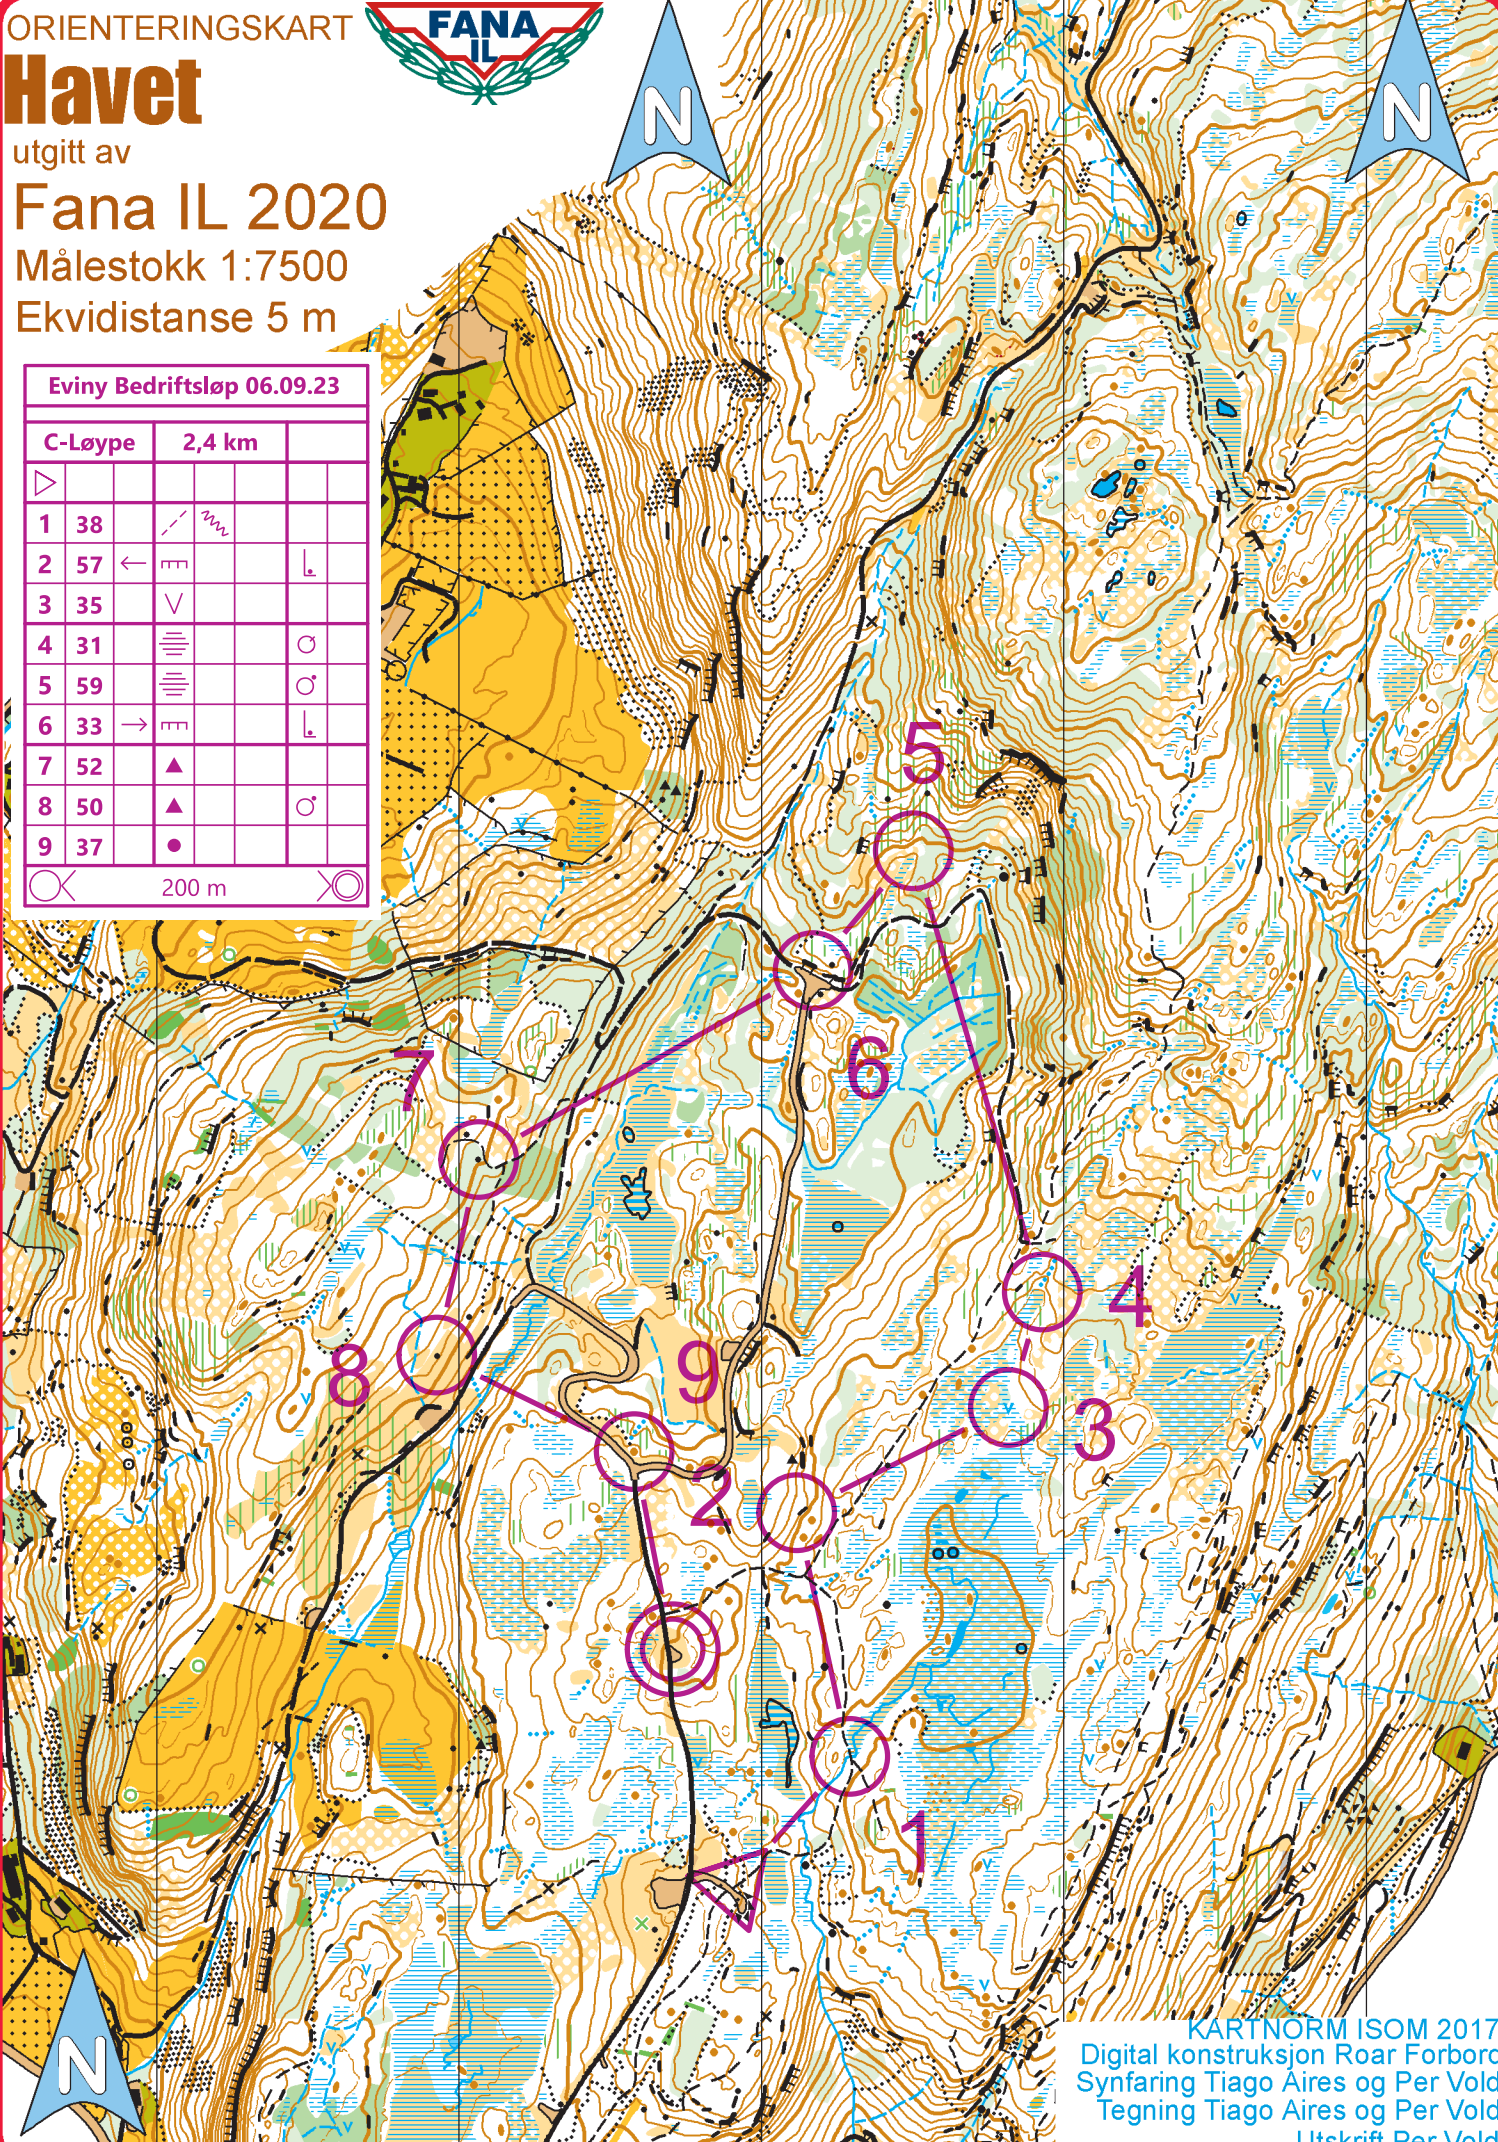 ORIENTERINGSKART
Havet
utgitt av
Fana IL 2020
Målestokk 1:7500
Ekvidistanse 5 m
FANA
IL
N
N
Eviny Bedriftsløp 06.09.23
C-Løype 2,4 km
1 38
2 57
3 35
4 31
5 59
6 33
7 52
8 50
9 37
200 m
5
7
6
4
8
9
3
2
1
N
KARTNORM ISOM 2017
Digital konstruksjon Roar Forbord
Synfaring Tiago Aires og Per Vold
Tegning Tiago Aires og Per Vold
Utskrift Per Vold